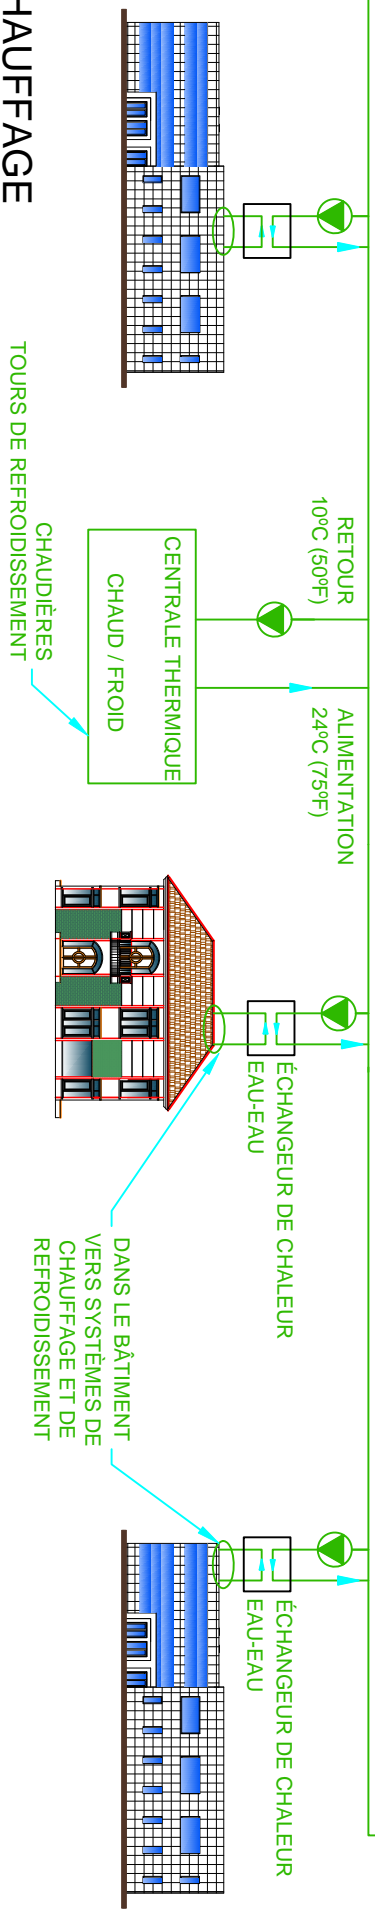 RETOUR
10ºC (50ºF)
ALIMENTATION
24ºC (75ºF)
ÉCHANGEUR DE CHALEUR
EAU-EAU
ÉCHANGEUR DE CHALEUR
EAU-EAU
CENTRALE THERMIQUE
CHAUD / FROID
DANS LE BÂTIMENT
VERS SYSTÈMES DE
CHAUFFAGE ET DE
REFROIDISSEMENT
CHAUDIÈRES
TOURS DE REFROIDISSEMENT
HAUFFAGE